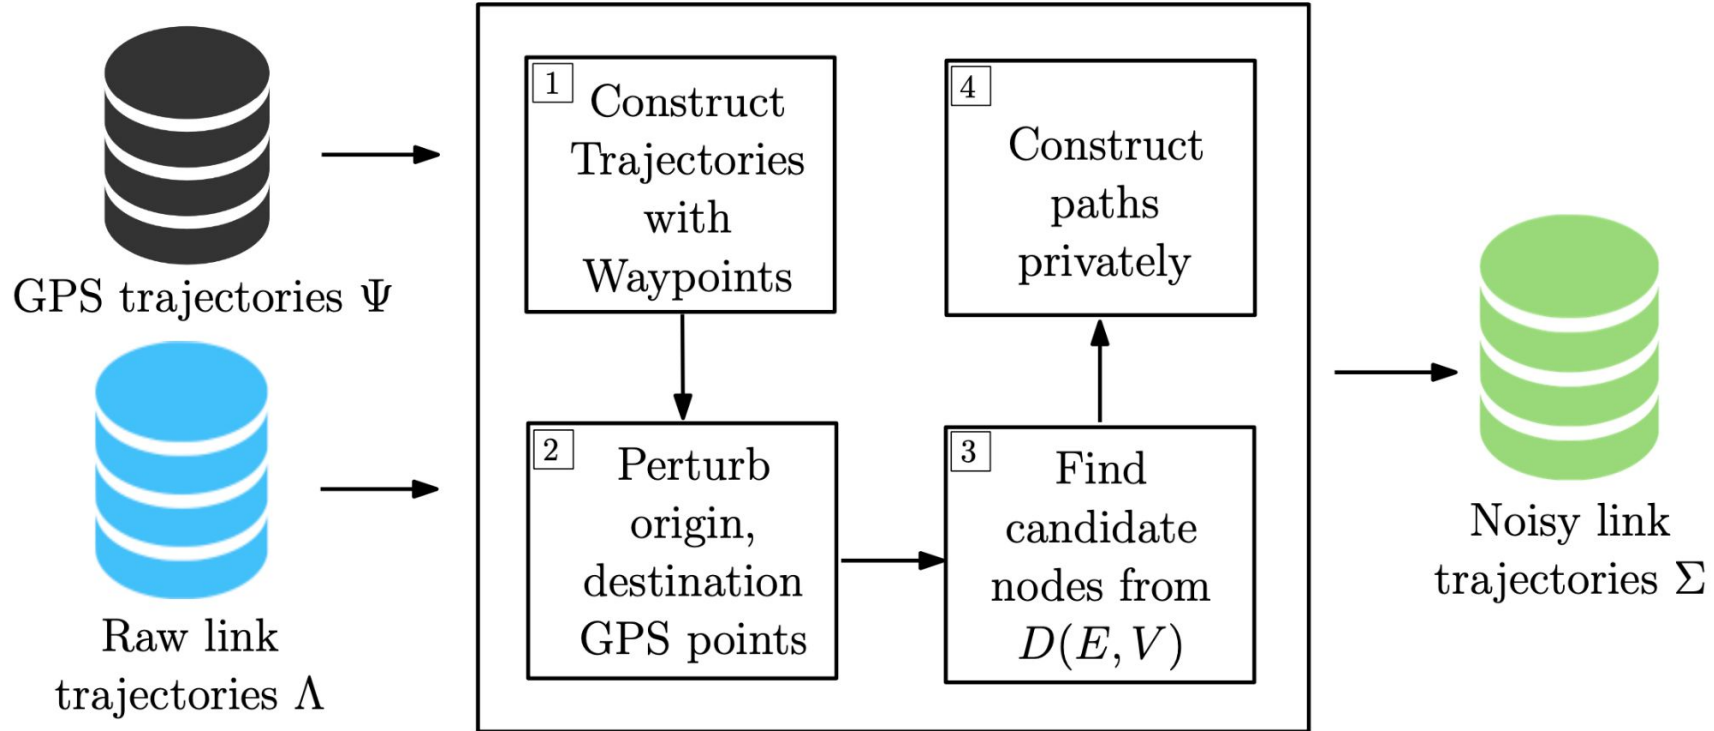 GPS trajectories Ψ
Raw link
trajectories Λ
1
Construct
Trajectories
with
Waypoints
2
Perturb
origin,
destination
GPS points
3
Find
candidate
nodes from
D(E, V)
4
Construct
paths
privately
Noisy link
trajectories Σ